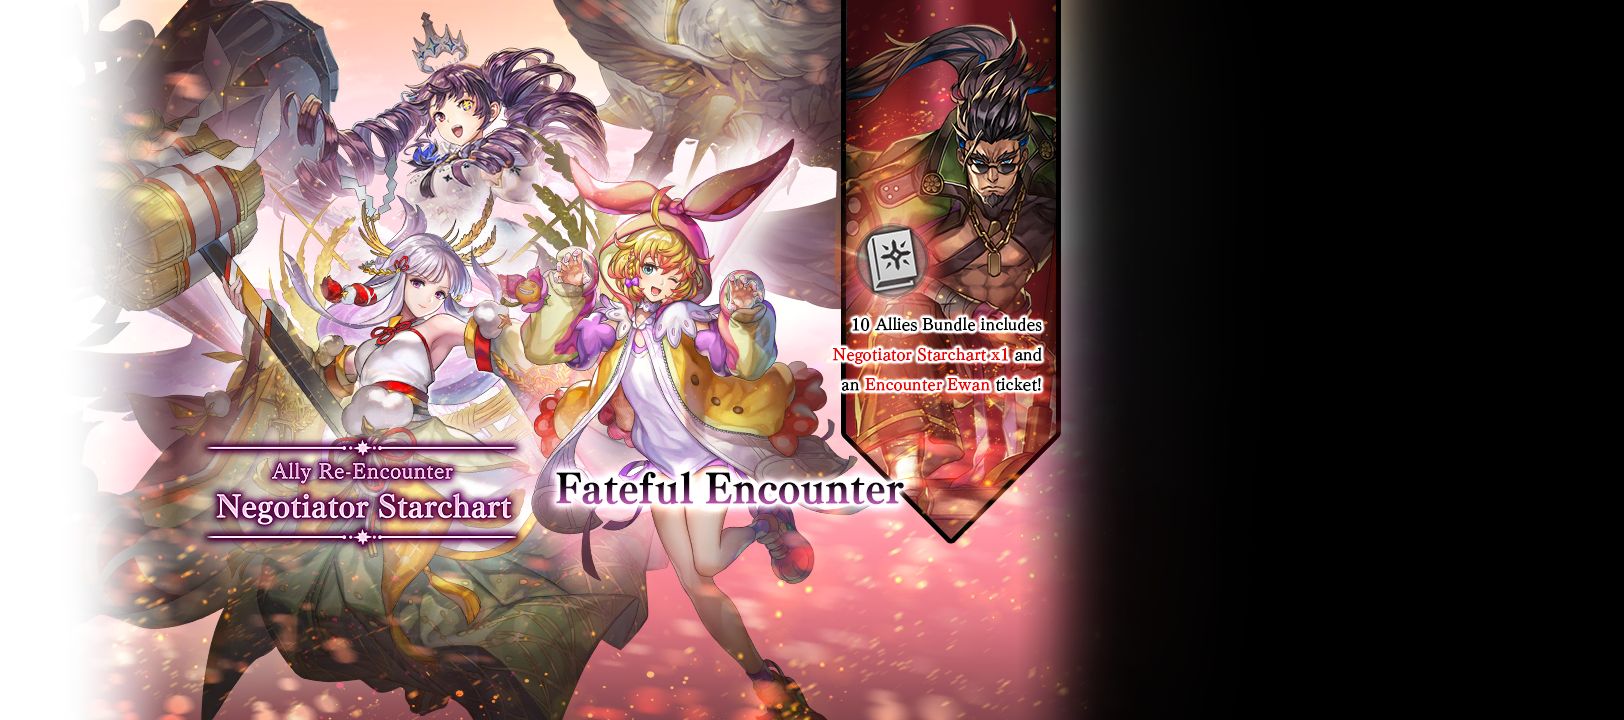 10 Allies Bundle includes
Negotiator Starchart x1 and
an Encounter Ewan ticket!
Ally Re-Encounter
Negotiator Starchart
Fateful Encounter